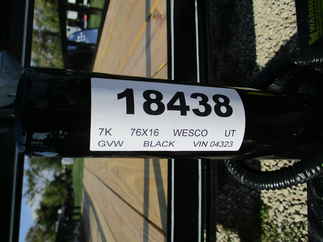 18438
7K 76X16 WESCO UT
GVW BLACK VIN 04323